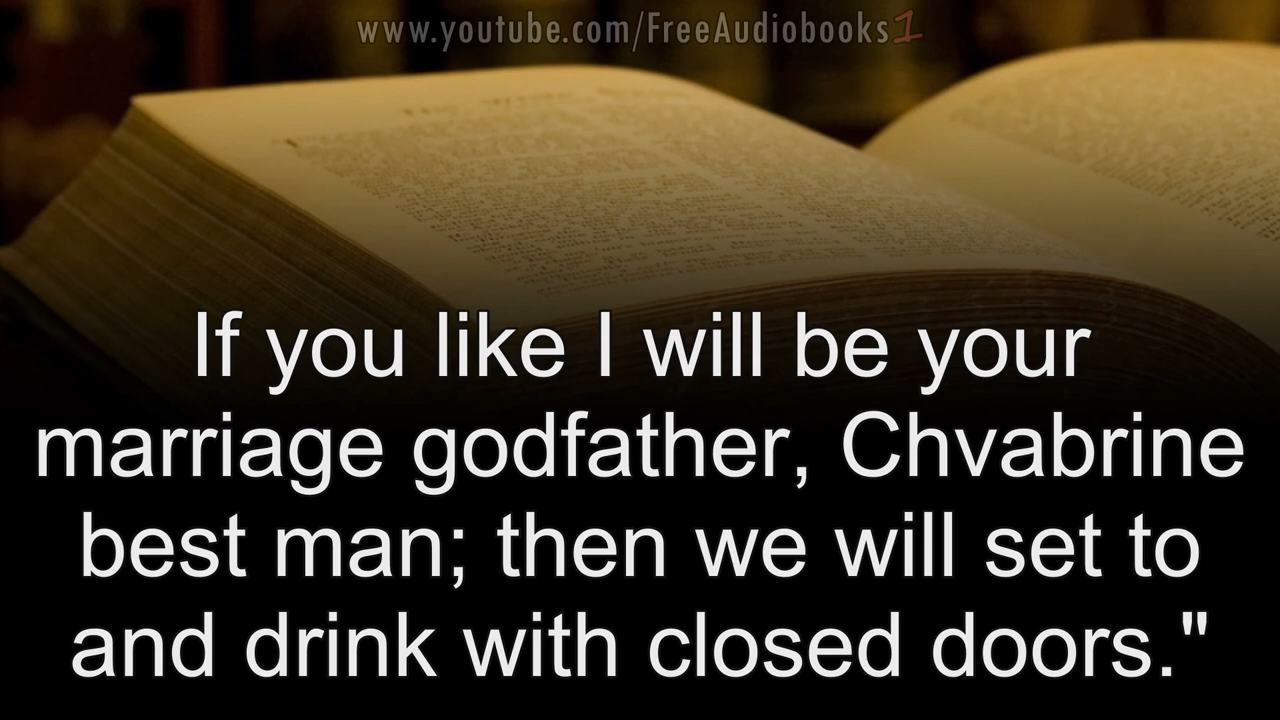 www.youtube.com/FreeAudiobooks1
If you like I will be your
marriage godfather, Chvabrine
best man; then we will set to
and drink with closed doors."